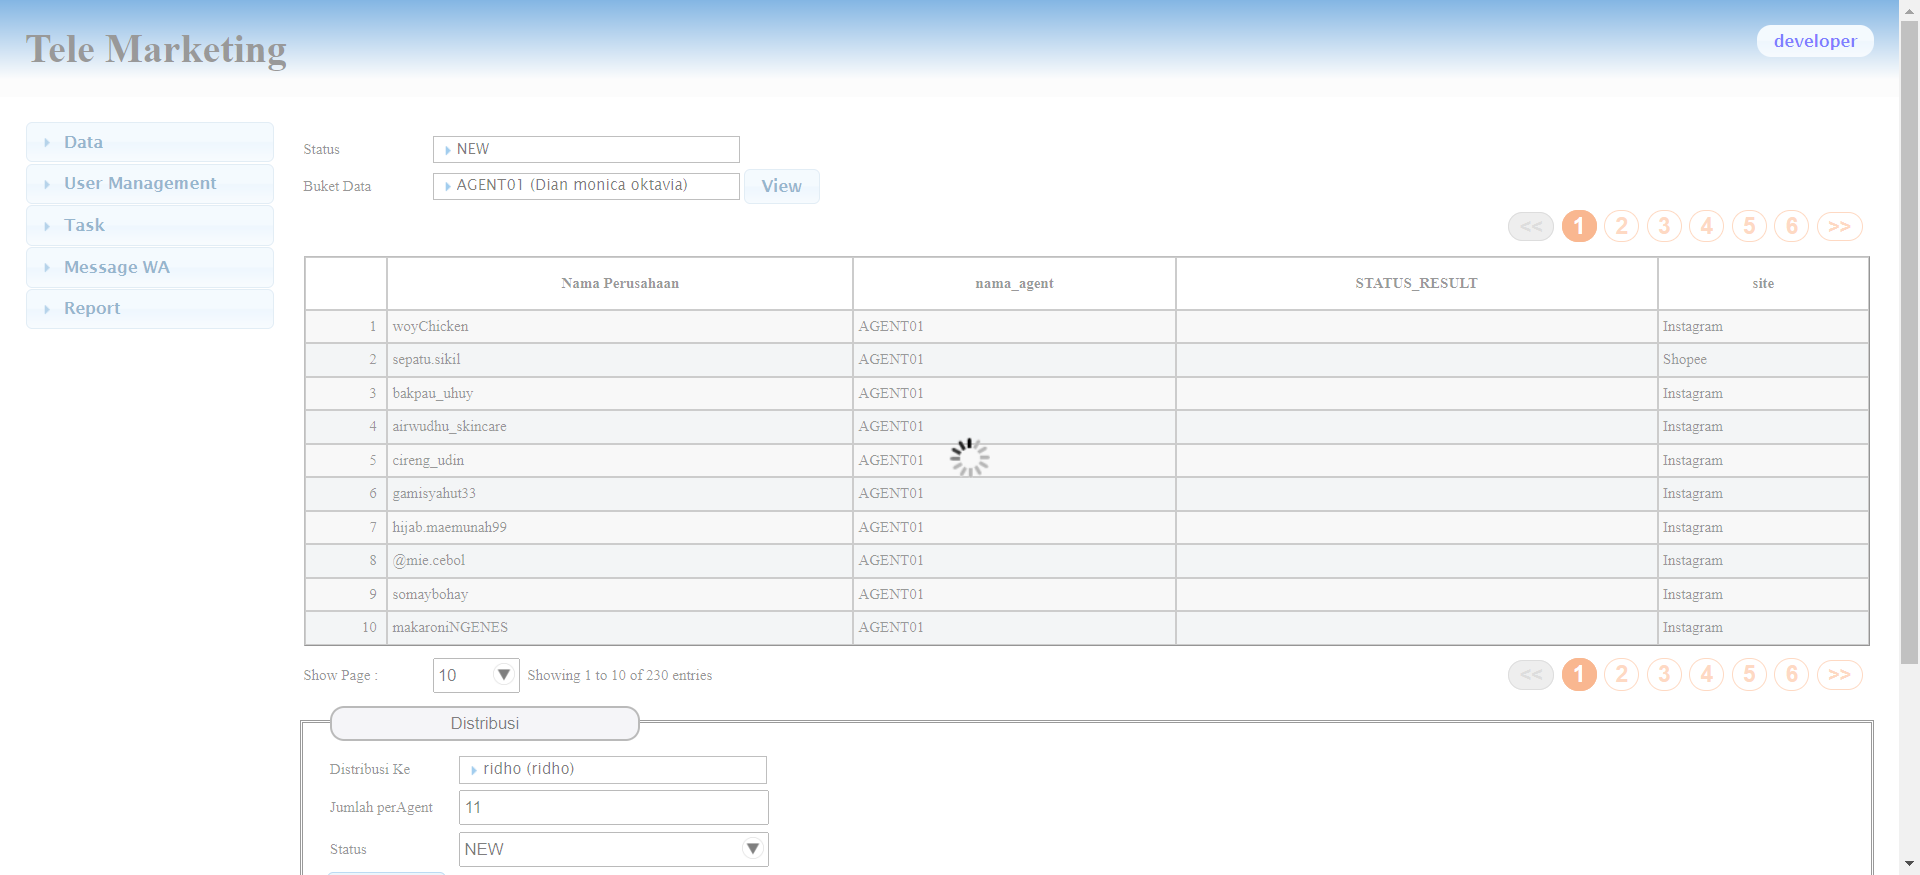 Tele Marketing
developer
Data
User Management
Task
Message WA
Report
Status NEW
Buket Data AGENT01 (Dian monica oktavia) View
<< 1 2 3 4 5 6 >>
Nama Perusahaan nama_agent STATUS_RESULT site
1 woyChicken AGENT01 Instagram
2 sepatu.sikil AGENT01 Shopee
3 bakpau_uhuy AGENT01 Instagram
4 airwudhu_skincare AGENT01 Instagram
5 cireng_udin AGENT01 Instagram
6 gamisyahut33 AGENT01 Instagram
7 hijab.maemunah99 AGENT01 Instagram
8 @mie.cebol AGENT01 Instagram
9 somaybohay AGENT01 Instagram
10 makaroniNGENES AGENT01 Instagram
Show Page : 10 Showing 1 to 10 of 230 entries
<< 1 2 3 4 5 6 >>
Distribusi
Distribusi Ke ridho (ridho)
Jumlah perAgent 11
Status NEW